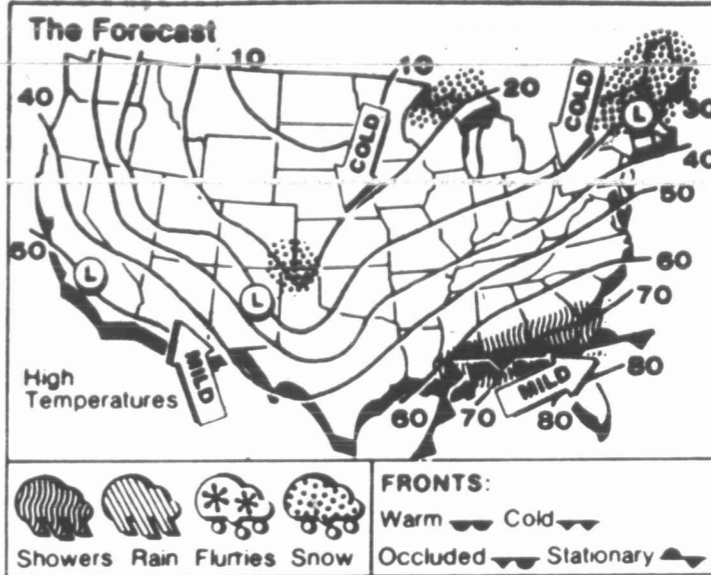 The Forecast
10
10
20
30
40
40
50
50
60
70
80
80
60
70
COLD
COLD
L
L
L
MILD
MILD
High
Temperatures
Showers Rain Flurries Snow
FRONTS:
Warm Cold
Occluded Stationary